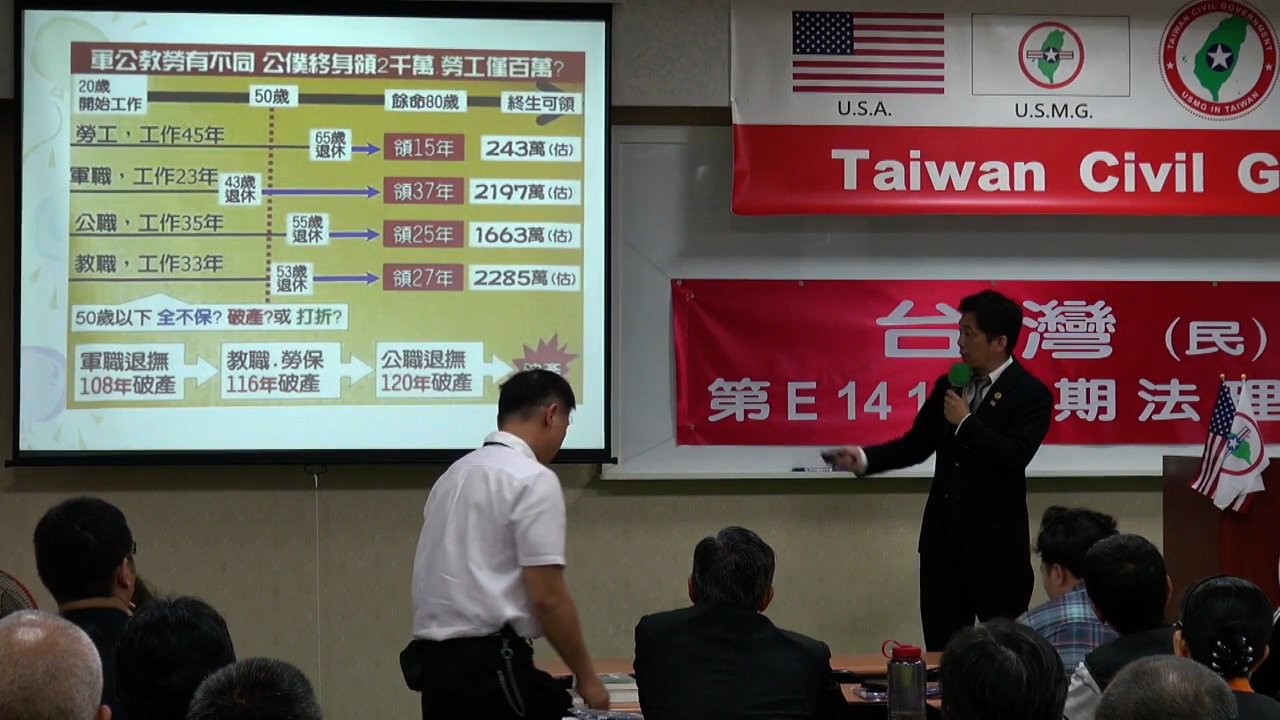 軍公教勞有不同 公僕終身領2千萬.勞工僅百萬?
20歲
開始工作
50歲
餘命80歲
終生可領
勞工，工作45年
65歲
退休
領15年
243萬(估)
軍職，工作23年
43歲
退休
領37年
2197萬(估)
公職，工作35年
55歲
退休
領25年
1663萬(估)
教職，工作33年
53歲
退休
領27年
2285萬(估)
50歲以下 全不保? 破產?或 打折?
軍職退撫
108年破產
教職.勞保
116年破產
公職退撫
120年破產
U.S.A.
U.S.M.G.
TAIWAN CIVIL GOVERNMENT
USMG IN TAIWAN
Taiwan Civil G
台灣（民）
第E14 期法理